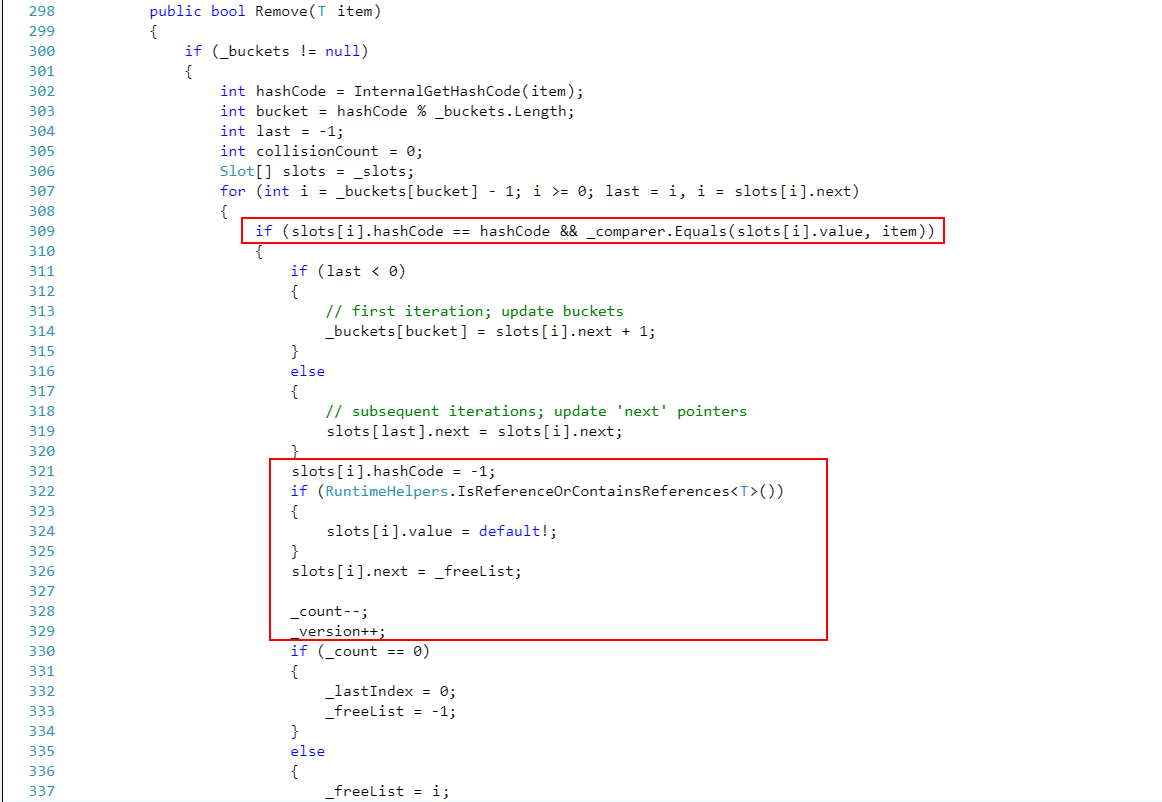 298 public bool Remove(T item)
299 {
300 if (_buckets != null)
301 {
302 int hashCode = InternalGetHashCode(item);
303 int bucket = hashCode % _buckets.Length;
304 int last = -1;
305 int collisionCount = 0;
306 Slot[] slots = _slots;
307 for (int i = _buckets[bucket] - 1; i >= 0; last = i, i = slots[i].next)
308 {
309 if (slots[i].hashCode == hashCode && _comparer.Equals(slots[i].value, item))
310 {
311 if (last < 0)
312 {
313 // first iteration; update buckets
314 _buckets[bucket] = slots[i].next + 1;
315 }
316 else
317 {
318 // subsequent iterations; update 'next' pointers
319 slots[last].next = slots[i].next;
320 }
321 slots[i].hashCode = -1;
322 if (RuntimeHelpers.IsReferenceOrContainsReferences<T>())
323 {
324 slots[i].value = default!;
325 }
326 slots[i].next = _freeList;
327
328 _count--;
329 _version++;
330 if (_count == 0)
331 {
332 _lastIndex = 0;
333 _freeList = -1;
334 }
335 else
336 {
337 _freeList = i;